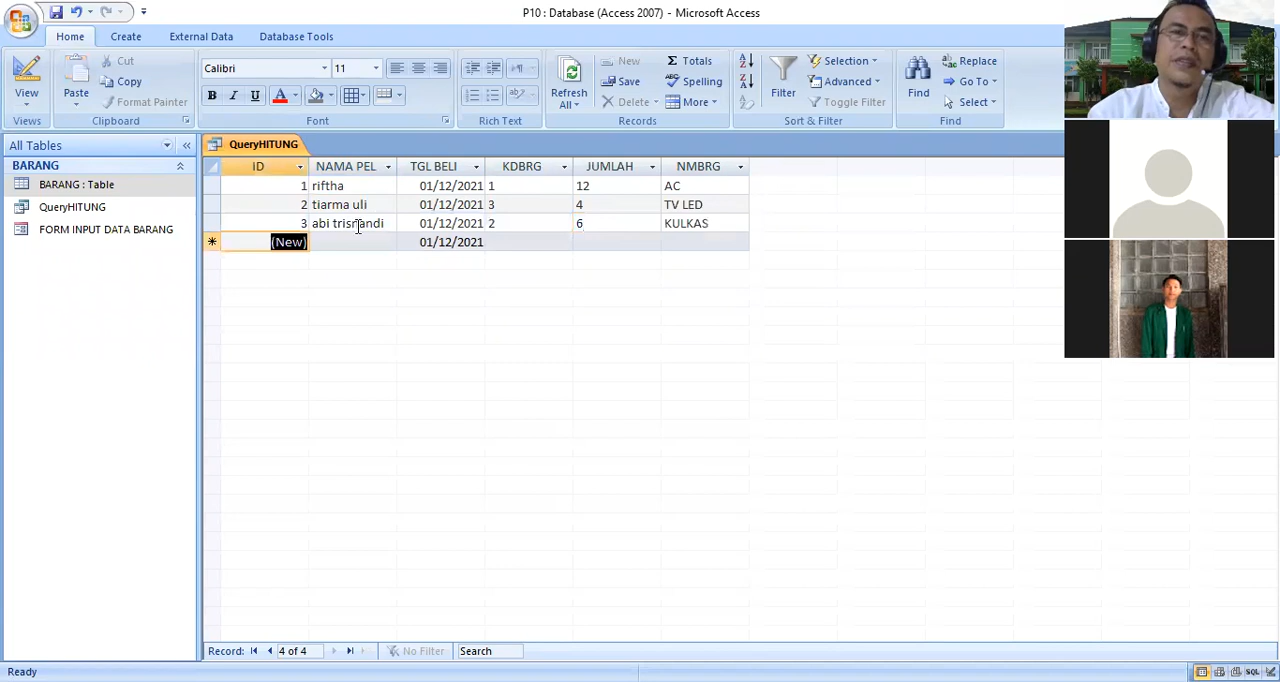 P10 : Database (Access 2007) - Microsoft Access
Home Create External Data Database Tools
View
Views
Paste
Cut
Copy
Format Painter
Clipboard
Calibri 11
B I U A
Font
Rich Text
Refresh All
New
Save
Delete
Totals
Spelling
More
Records
Filter
Selection
Advanced
Toggle Filter
Sort & Filter
Find
Replace
Go To
Select
Find
All Tables
BARANG
BARANG : Table
QueryHITUNG
FORM INPUT DATA BARANG
QueryHITUNG
ID NAMA PEL TGL BELI KDBRG JUMLAH NMBRG
1 riftha 01/12/2021 1 12 AC
2 tiarma uli 01/12/2021 3 4 TV LED
3 abi trismandi 01/12/2021 2 6 KULKAS
* (New) 01/12/2021
Record: 4 of 4 No Filter Search
Ready
SQL